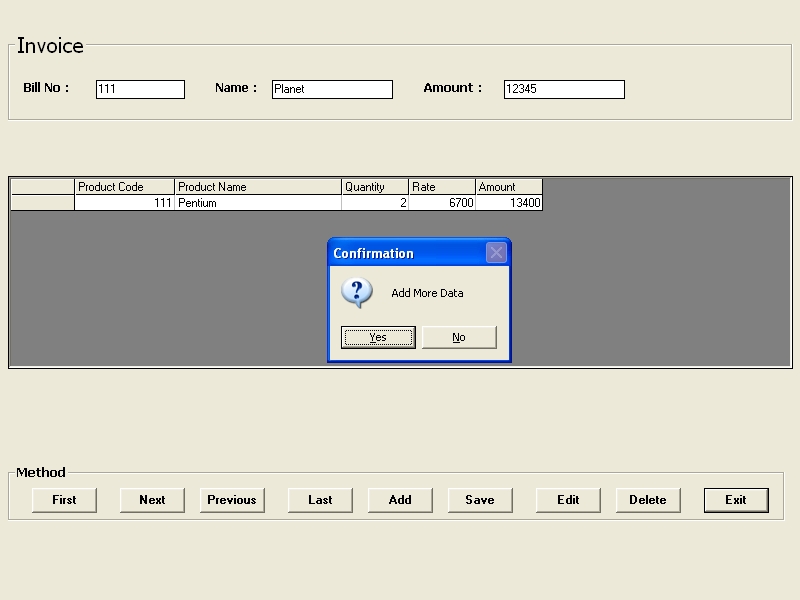 Invoice
Bill No : 111 Name : Planet Amount : 12345
Product Code Product Name Quantity Rate Amount
111 Pentium 2 6700 13400
Confirmation
? Add More Data
Yes No
Method
First Next Previous Last Add Save Edit Delete Exit